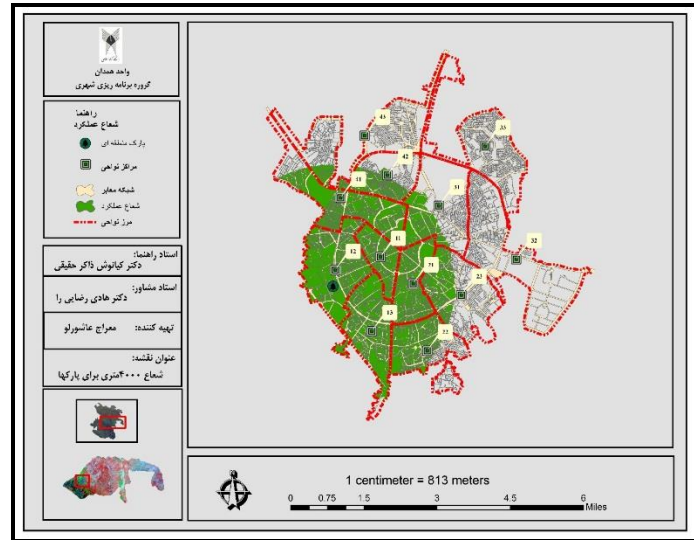 واحد همدان
گروره برنامه ریزی شهری
راهنما
شعاع عملکرد
پارک منطقه ای
مراکز نواحی
شبکه معابر
شعاع عملکرد
مرز نواحی
استاد راهنما:
دکتر کیانوش ذاکر حقیقی
استاد مشاور:
دکتر هادی رضایی را
تهیه کننده: معراج عاشورلو
عنوان نقشه:
شعاع ۴۰۰۰متری برای پارکها
43
33
42
41
31
11
12
32
21
23
13
22
1 centimeter = 813 meters
0 0.75 1.5 3 4.5 6
Miles